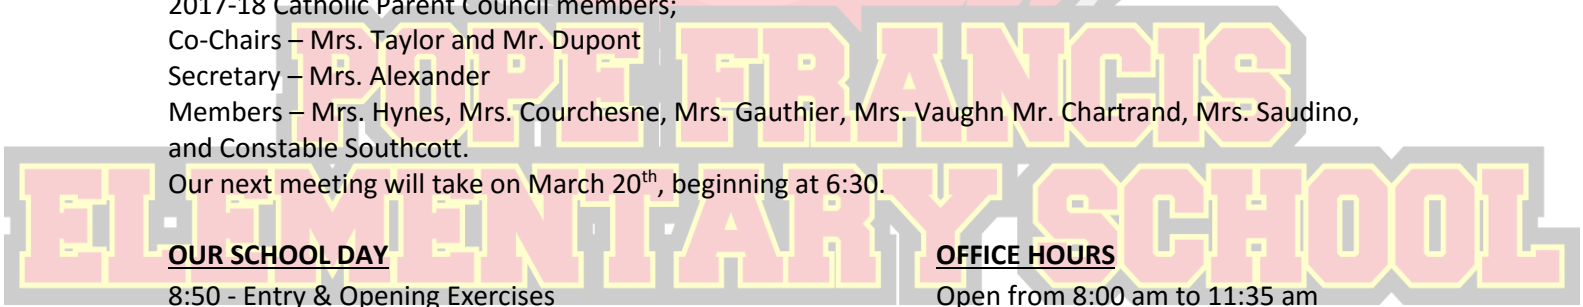 2017-18 Catholic Parent Council members;
Co-Chairs – Mrs. Taylor and Mr. Dupont
Secretary – Mrs. Alexander
Members – Mrs. Hynes, Mrs. Courchesne, Mrs. Gauthier, Mrs. Vaughn Mr. Chartrand, Mrs. Saudino,
and Constable Southcott.
Our next meeting will take on March 20th, beginning at 6:30.
POPE FRANCIS
ELEMENTARY SCHOOL
OUR SCHOOL DAY
8:50 - Entry & Opening Exercises
OFFICE HOURS
Open from 8:00 am to 11:35 am